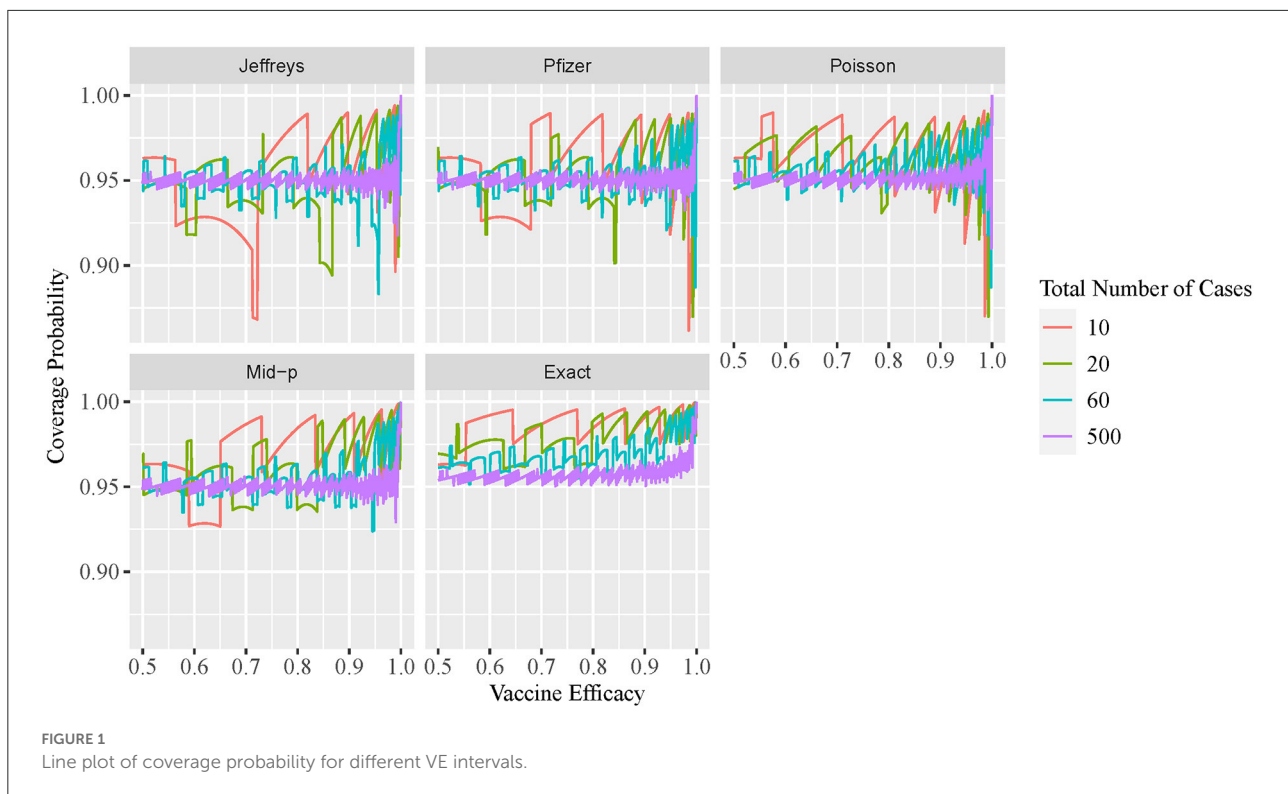 Jeffreys
Pfizer
Poisson
1.00
0.95
0.90
Mid-p
Exact
0.5 0.6 0.7 0.8 0.9 1.0
1.00
0.95
0.90
0.5 0.6 0.7 0.8 0.9 1.0
0.5 0.6 0.7 0.8 0.9 1.0
Coverage Probability
Vaccine Efficacy
Total Number of Cases
10
20
60
500
FIGURE 1
Line plot of coverage probability for different VE intervals.